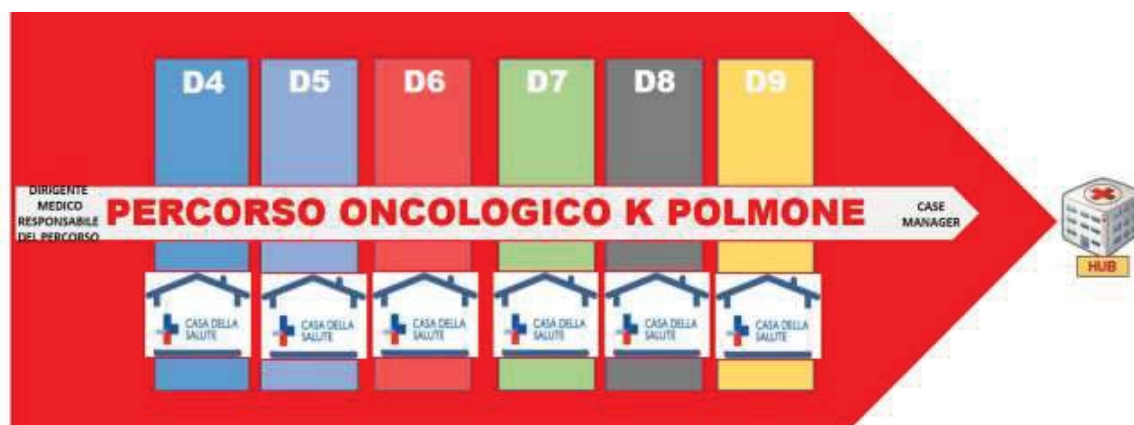 D4 D5 D6 D7 D8 D9
DIRIGENTE
MEDICO
RESPONSABILE
DEL PERCORSO
PERCORSO ONCOLOGICO K POLMONE
CASE
MANAGER
HUB
CASA DELLA
SALUTE
CASA DELLA
SALUTE
CASA DELLA
SALUTE
CASA DELLA
SALUTE
CASA DELLA
SALUTE
CASA DELLA
SALUTE